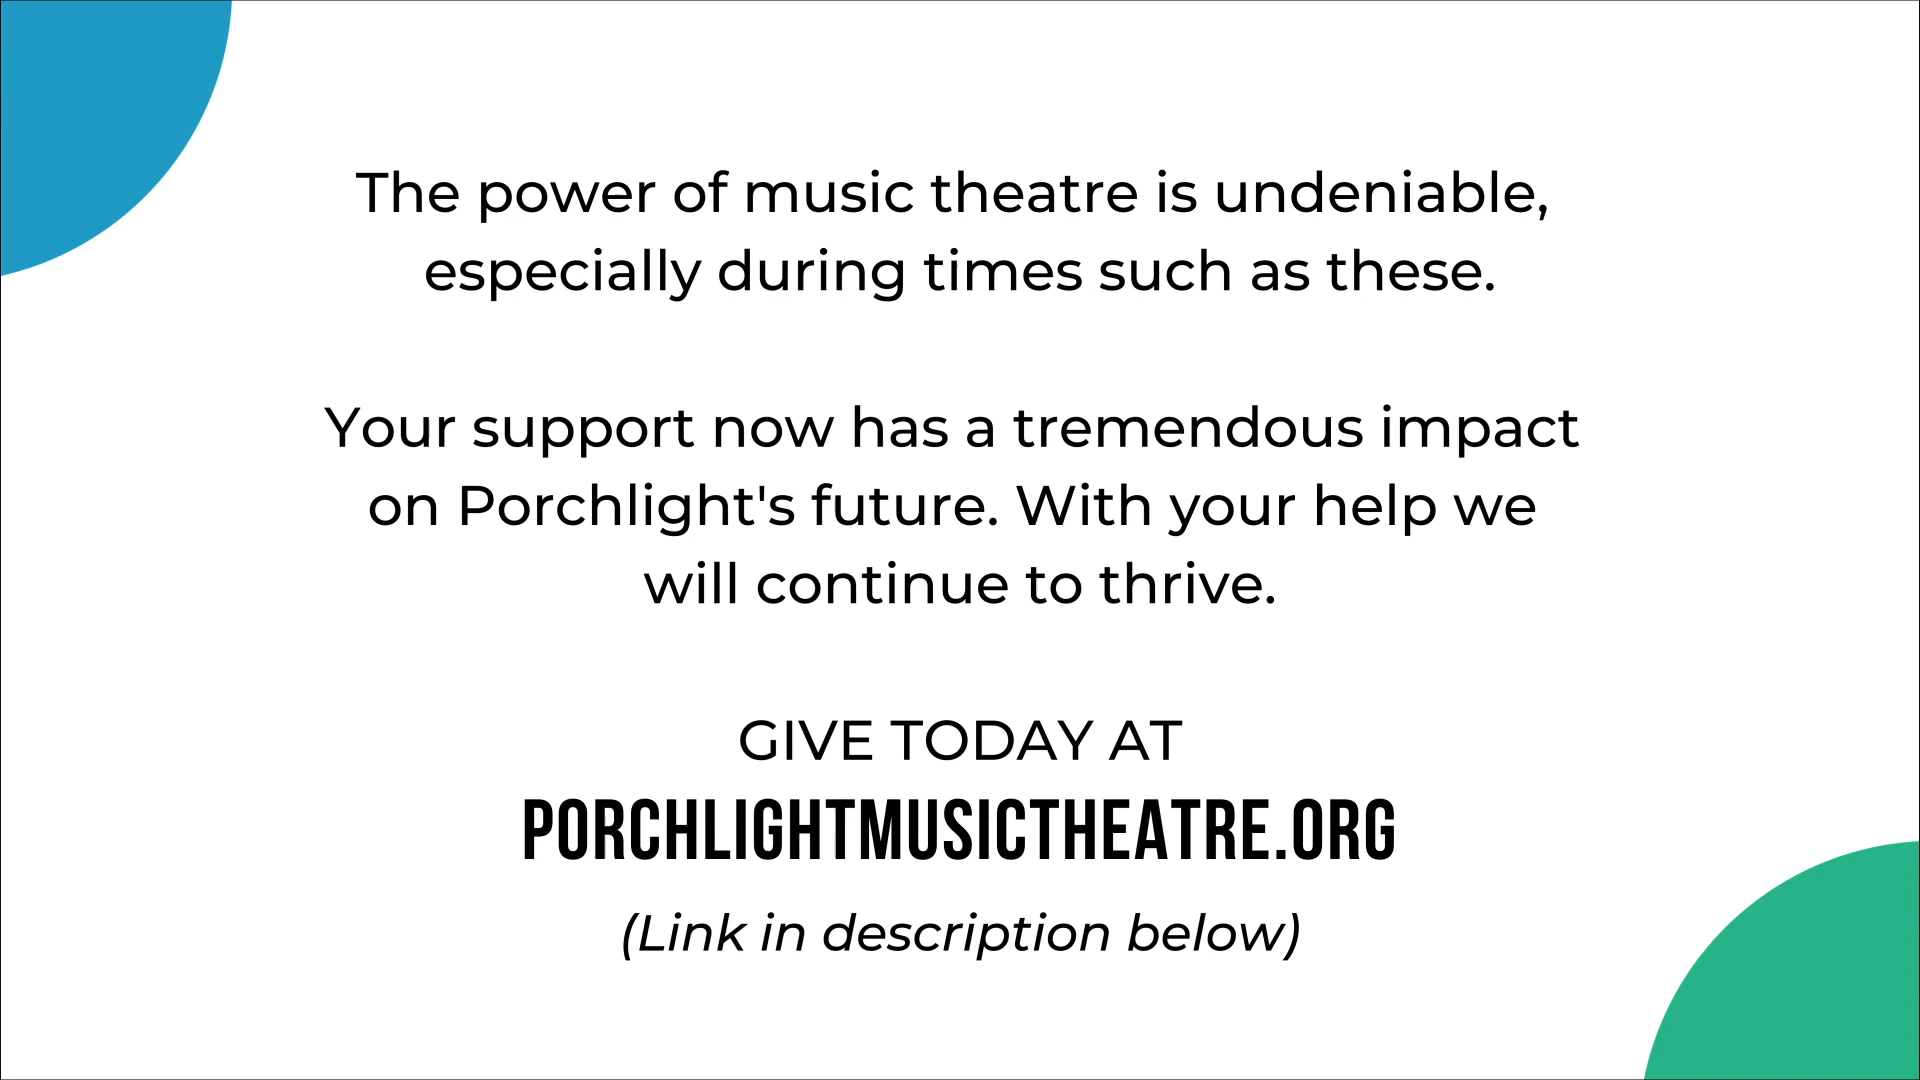 The power of music theatre is undeniable,
especially during times such as these.
Your support now has a tremendous impact
on Porchlight's future. With your help we
will continue to thrive.
GIVE TODAY AT
PORCHLIGHTMUSICTHEATRE.ORG
(Link in description below)